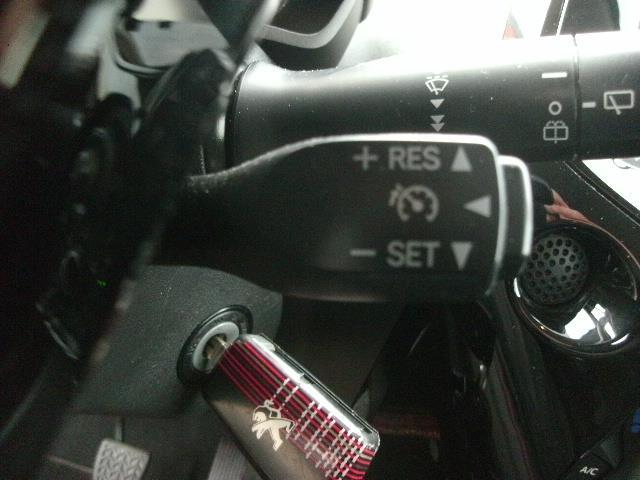 + RES
- SET
A/C